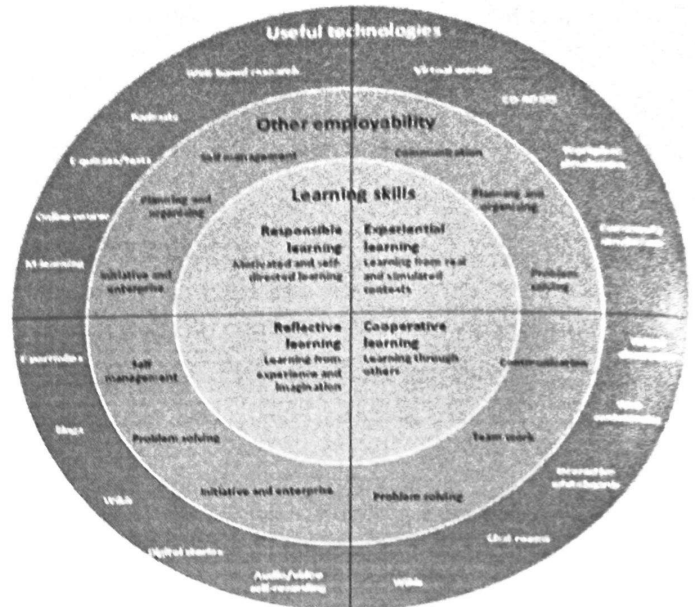 Useful technologies
Web based research
Virtual worlds
CD-ROMS
Podcasts
Other employability
E quizzes/tests
Self management
Communication
Workplace
simulations
Learning skills
Planning and
organising
Planning and
organising
Online
Responsible
learning
Motivated and self-
directed learning
Experiential
learning
Learning from real
and simulated
contexts
M-learning
Initiative and
enterprise
Problem
solving
Reflective
learning
Learning from
experience and
imagination
Cooperative
learning
Learning through
others
E portfolios
Self
management
Communication
Blogs
Problem solving
Team work
Interactive
whiteboards
Wikis
Initiative and enterprise
Problem solving
Digital stories
Chat rooms
Audio/video
self-recording
Wikis